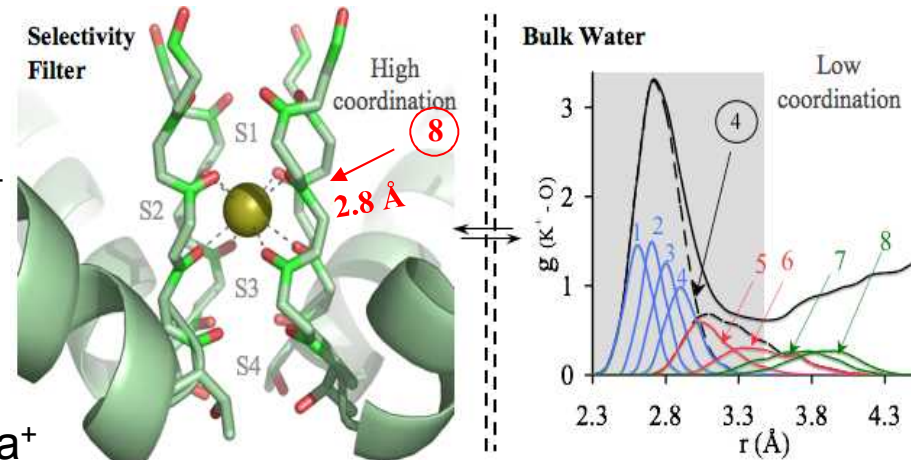 Selectivity
Filter
High
coordination
8
2.8 Å
S1
S2
S3
S4
a⁺
Bulk Water
Low
coordination
4
g (K⁺ - O)
3
2
1
0
1
2
3
4
5
6
7
8
2.3
2.8
3.3
3.8
4.3
r (Å)